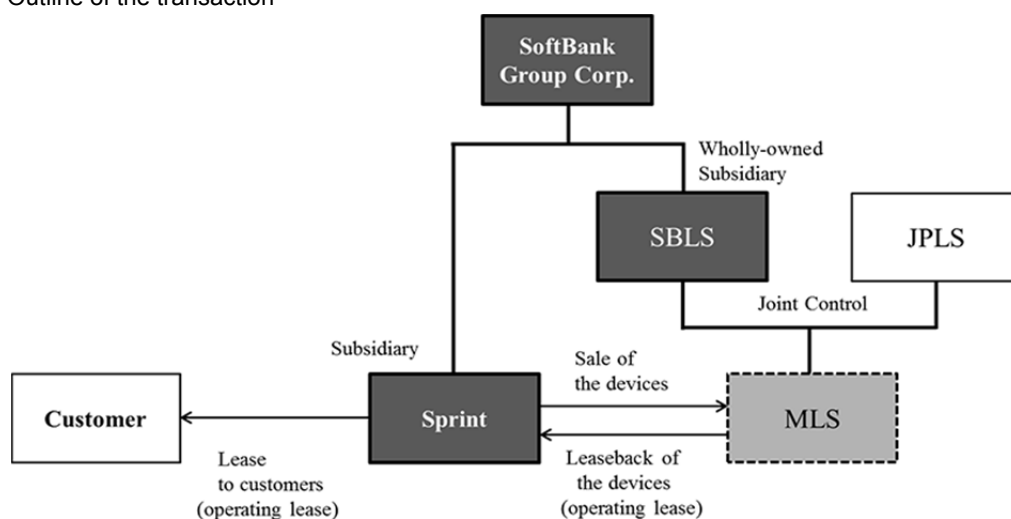 Outline of the transaction
SoftBank
Group Corp.
Wholly-owned
Subsidiary
SBLS
JPLS
Joint Control
Subsidiary
Sale of
the devices
Customer
Sprint
MLS
Lease
to customers
(operating lease)
Leaseback of
the devices
(operating lease)